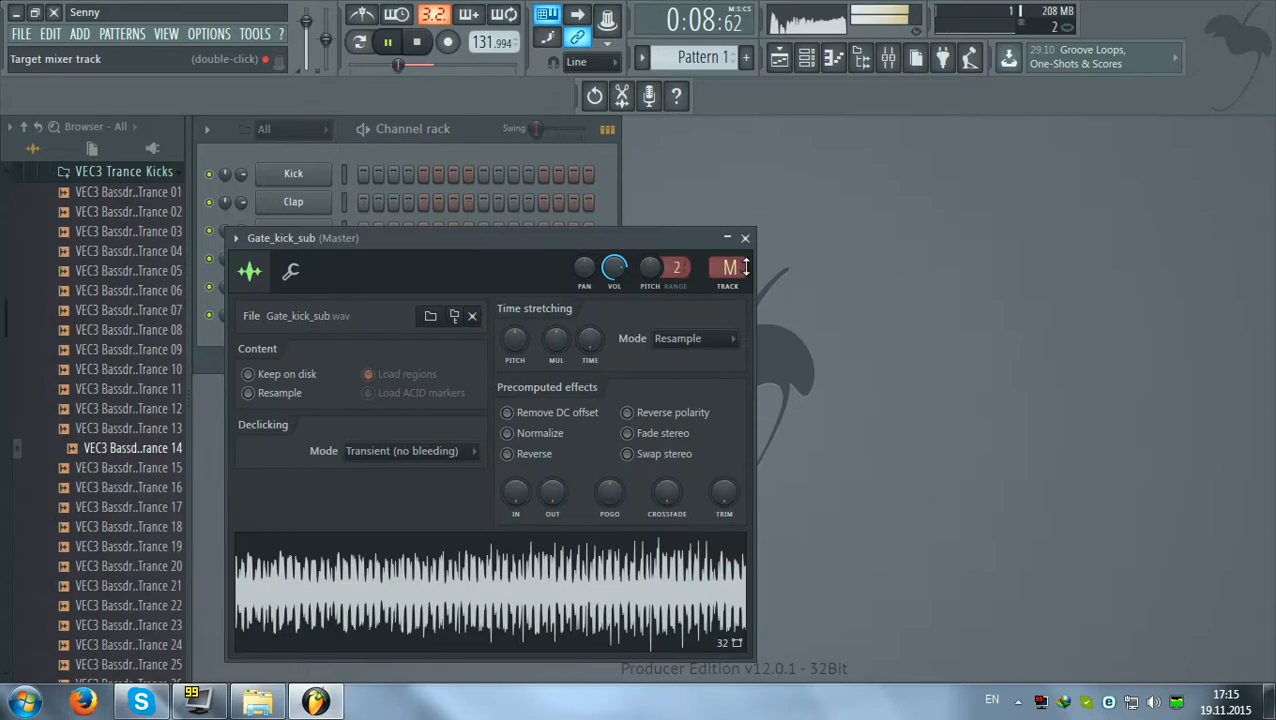 Senny
FILE EDIT ADD PATTERNS VIEW OPTIONS TOOLS ?
Target mixer track (double-click)
3.2.
131.994
0:08:62
M:S:CS
Line
Pattern 1
1
208 MB
2
29.10 Groove Loops,
One-Shots & Scores
?
Browser - All
VEC3 Trance Kicks
VEC3 Bassdr..Trance 01
VEC3 Bassdr..Trance 02
VEC3 Bassdr..Trance 03
VEC3 Bassdr..Trance 04
VEC3 Bassdr..Trance 05
VEC3 Bassdr..Trance 06
VEC3 Bassdr..Trance 07
VEC3 Bassdr..Trance 08
VEC3 Bassdr..Trance 09
VEC3 Bassdr..Trance 10
VEC3 Bassdr..Trance 11
VEC3 Bassdr..Trance 12
VEC3 Bassdr..Trance 13
VEC3 Bassd..rance 14
VEC3 Bassdr..Trance 15
VEC3 Bassdr..Trance 16
VEC3 Bassdr..Trance 17
VEC3 Bassdr..Trance 18
VEC3 Bassdr..Trance 19
VEC3 Bassdr..Trance 20
VEC3 Bassdr..Trance 21
VEC3 Bassdr..Trance 22
VEC3 Bassdr..Trance 23
VEC3 Bassdr..Trance 24
VEC3 Bassdr..Trance 25
All
Channel rack
Swing
Kick
Clap
Gate_kick_sub (Master)
2
M
PAN VOL PITCH RANGE TRACK
File Gate_kick_sub wav
Content
Keep on disk
Load regions
Resample
Load ACID markers
Declicking
Mode Transient (no bleeding)
Time stretching
Mode Resample
PITCH MUL TIME
Precomputed effects
Remove DC offset
Reverse polarity
Normalize
Fade stereo
Reverse
Swap stereo
IN OUT POGO CROSSFADE TRIM
32
Producer Edition v12.0.1 - 32Bit
99
EN
17:15
19.11.2015